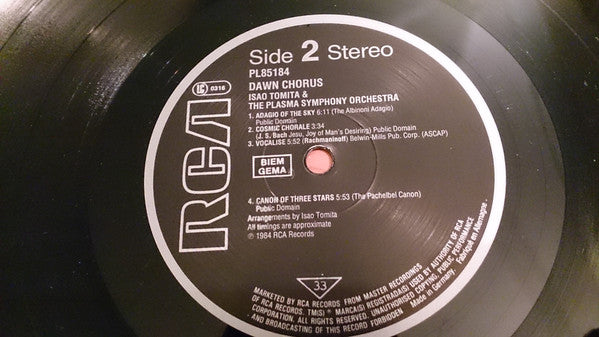 RCA
LC 0316
Side 2 Stereo
PL85184
DAWN CHORUS
ISAO TOMITA &
THE PLASMA SYMPHONY ORCHESTRA
1. ADAGIO OF THE SKY 6:11 (The Albinoni Adagio)
Public Domain
2. COSMIC CHORALE 3:34
(J. S. Bach Jesu, Joy of Man's Desiring) Public Domain
3. VOCALISE 5:52 (Rachmaninoff) Belwin-Mills Pub. Corp. (ASCAP)
BIEM
GEMA
4. CANON OF THREE STARS 5:53 (The Pachelbel Canon)
Public Domain
Arrangements by Isao Tomita
All timings are approximate
℗ 1984 RCA Records
33
MARKETED BY RCA RECORDS FROM MASTER RECORDINGS
OF RCA RECORDS. TM(S) ® MARCA(S) REGISTRADA(S) USED BY AUTHORITY OF RCA
CORPORATION. ALL RIGHTS RESERVED. UNAUTHORISED COPYING, PUBLIC PERFORMANCE
AND BROADCASTING OF THIS RECORD FORBIDDEN
Made in Germany. Fabriqué en Allemagne.